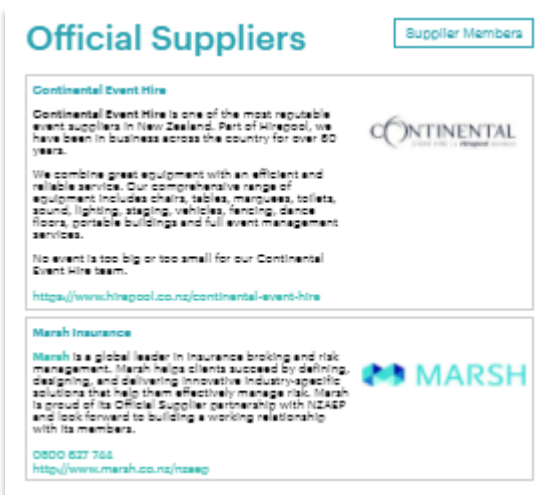 Official Suppliers
Supplier Members
Continental Event Hire
Continental Event Hire is one of the most reputable
event suppliers in New Zealand. Part of Hirepool, we
have been in business across the country for over 60
years.
We combine great equipment with an efficient and
reliable service. Our comprehensive range of
equipment includes chairs, tables, marquees, toilets,
sound, lighting, staging, vehicles, fencing, dance
floors, portable buildings and full event management
services.
No event is too big or too small for our Continental
Event Hire team.
https://www.hirepool.co.nz/continental-event-hire
CONTINENTAL
EVENT HIRE
Marsh Insurance
Marsh is a global leader in insurance broking and risk
management. Marsh helps clients succeed by defining,
designing, and delivering innovative industry-specific
solutions that help them effectively manage risk. Marsh
is proud of its Official Supplier partnership with NZAEP
and look forward to building a working relationship
with its members.
0800 627 744
http://www.marsh.co.nz/nzaep
MARSH